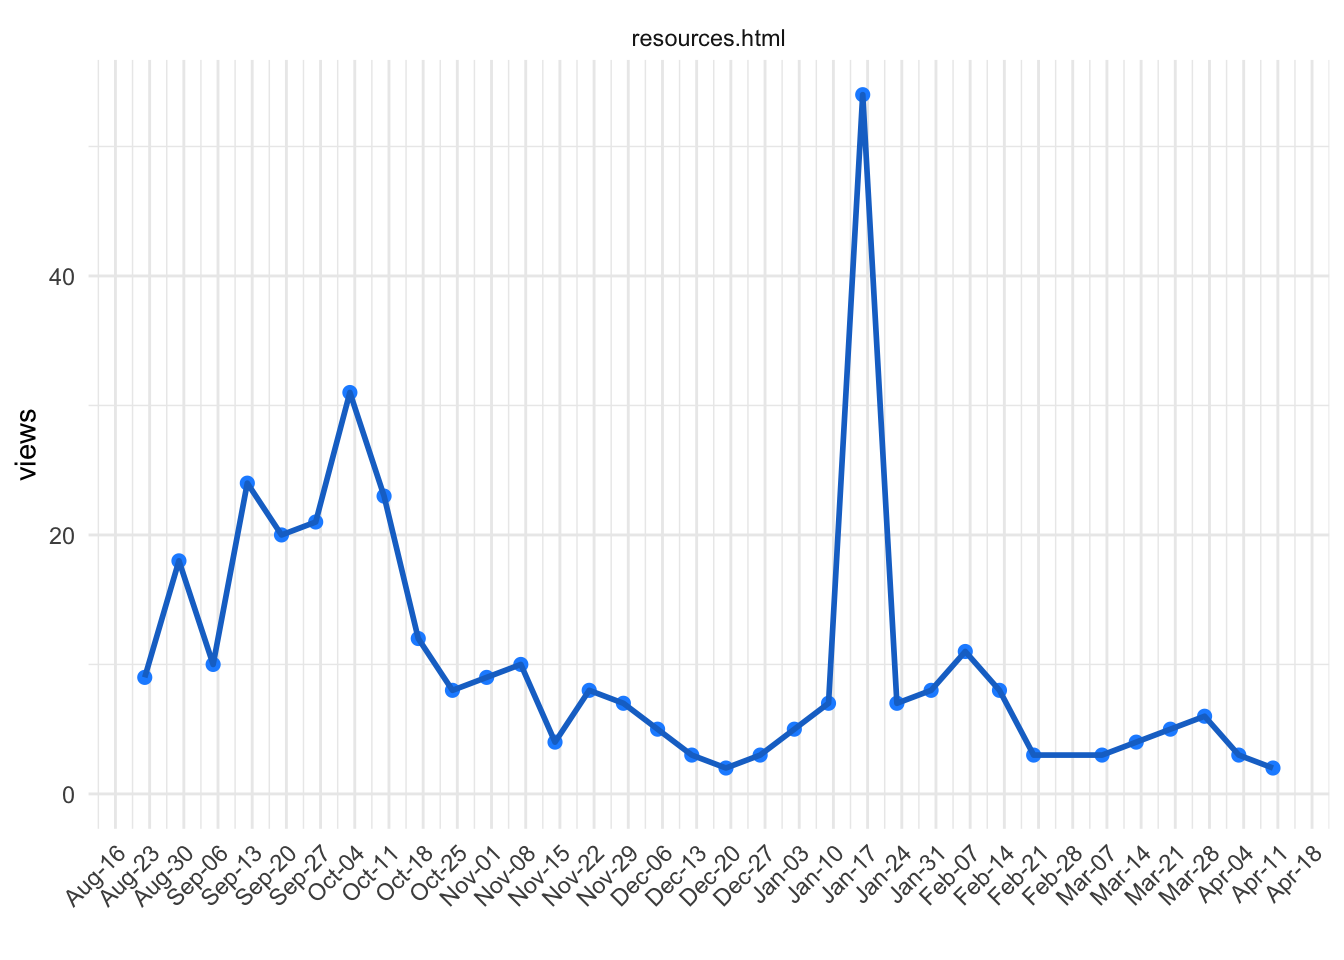 resources.html
views
40
20
0
Aug-16
Aug-23
Aug-30
Sep-06
Sep-13
Sep-20
Sep-27
Oct-04
Oct-11
Oct-18
Oct-25
Nov-01
Nov-08
Nov-15
Nov-22
Nov-29
Dec-06
Dec-13
Dec-20
Dec-27
Jan-03
Jan-10
Jan-17
Jan-24
Jan-31
Feb-07
Feb-14
Feb-21
Feb-28
Mar-07
Mar-14
Mar-21
Mar-28
Apr-04
Apr-11
Apr-18